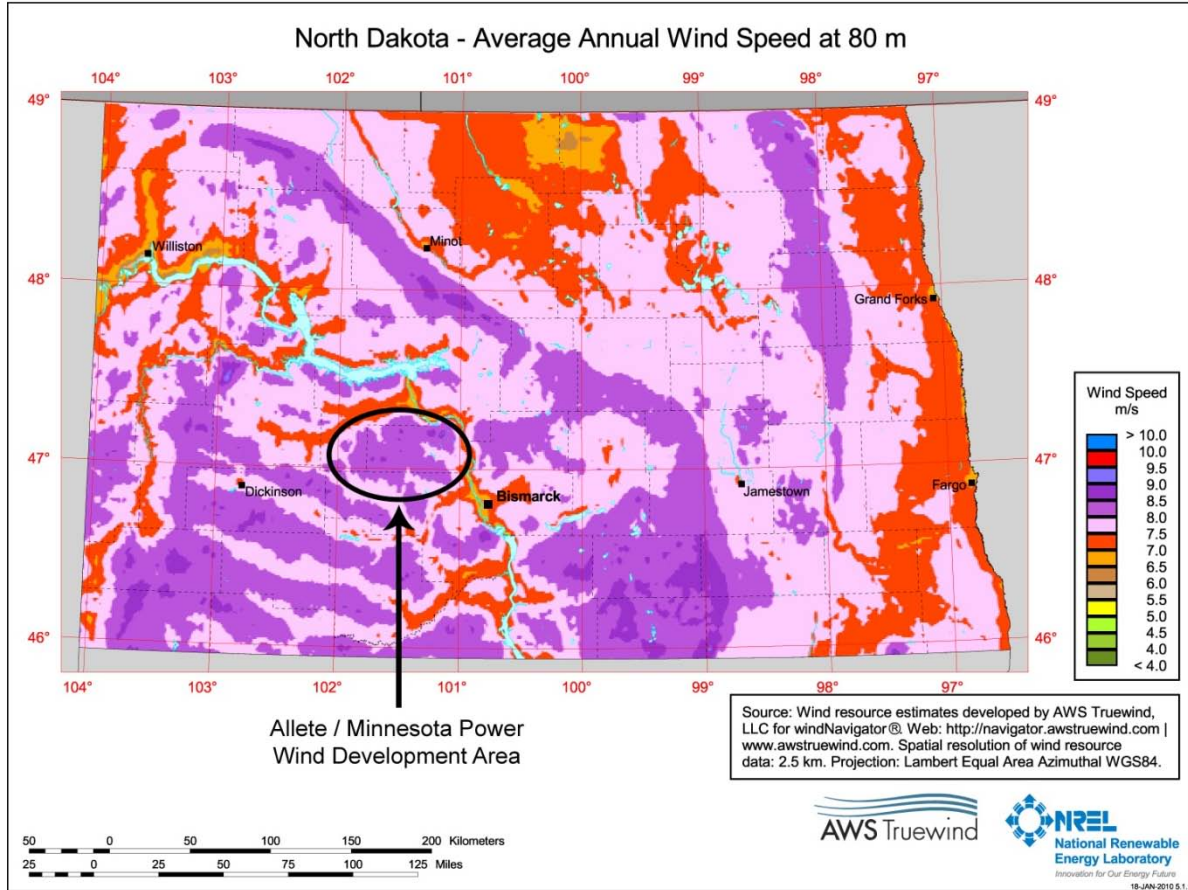 North Dakota - Average Annual Wind Speed at 80 m
104° 103° 102° 101° 100° 99° 98° 97°
49° 49°
Minot
Williston
48° 48°
Grand Forks
47° 47°
Dickinson
Bismarck
Jamestown
Fargo
46° 46°
104° 103° 102° 101° 100° 99° 98° 97°
Wind Speed
m/s
> 10.0
10.0
9.5
9.0
8.5
8.0
7.5
7.0
6.5
6.0
5.5
5.0
4.5
< 4.0
Allete / Minnesota Power
Wind Development Area
Source: Wind resource estimates developed by AWS Truewind,
LLC for windNavigator®. Web: http://navigator.awstruewind.com |
www.awstruewind.com. Spatial resolution of wind resource
data: 2.5 km. Projection: Lambert Equal Area Azimuthal WGS84.
50 0 50 100 150 200 Kilometers
25 0 25 50 75 100 125 Miles
AWS Truewind
NREL
National Renewable
Energy Laboratory
Innovation for Our Energy Future
18-JAN-2010 5.1.